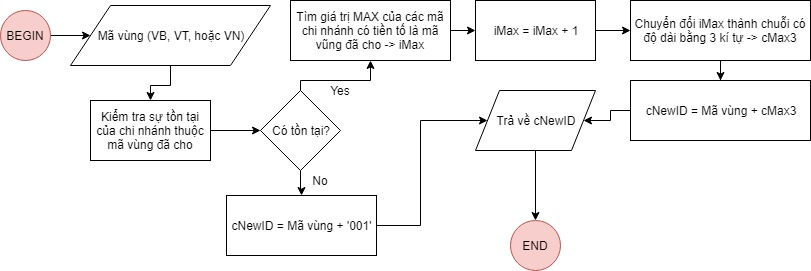 BEGIN
Mã vùng (VB, VT, hoặc VN)
Kiểm tra sự tồn tại
của chi nhánh thuộc
mã vùng đã cho
Có tồn tại?
Yes
Tìm giá trị MAX của các mã
chi nhánh có tiền tố là mã
vũng đã cho -> iMax
iMax = iMax + 1
Chuyển đổi iMax thành chuỗi có
độ dài bằng 3 kí tự -> cMax3
cNewID = Mã vùng + cMax3
No
cNewID = Mã vùng + '001'
Trả về cNewID
END